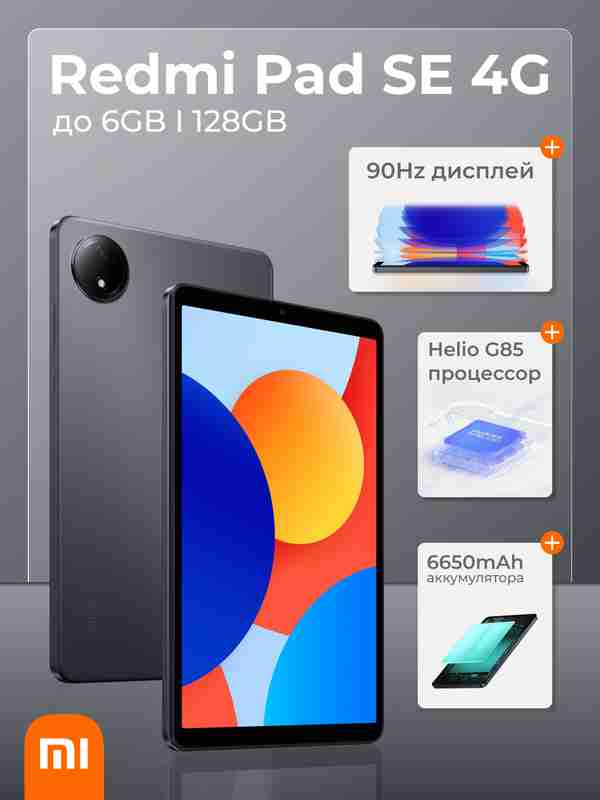 Redmi Pad SE 4G
до 6GB I 128GB
90Hz дисплей
Helio G85
процессор
6650mAh
аккумулятора
mi